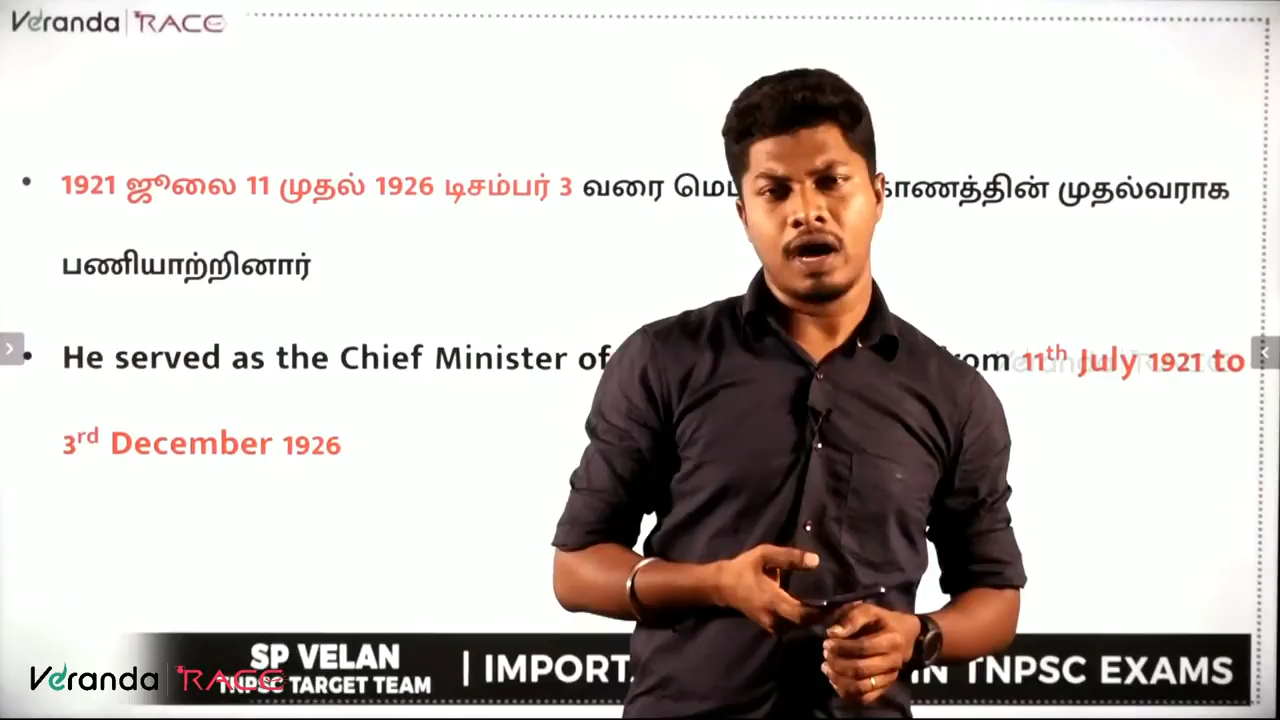 Veranda RACE
• 1921 ஜூலை 11 முதல் 1926 டிசம்பர் 3 வரை காணத்தின் முதல்வராக
பணியாற்றினார்
• He served as the Chief Minister of 11th July 1921 to
3rd December 1926
SP VELAN
TNPSC TARGET TEAM
| IN TNPSC EXAMS
Veranda RACE